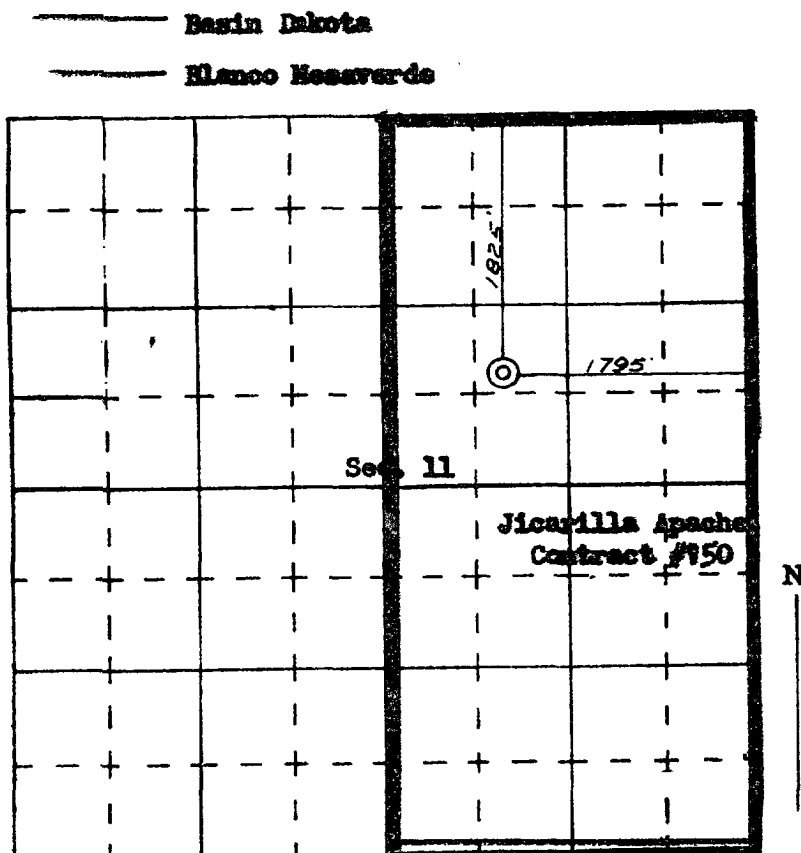 Basin Dakota
Blanco Mesaverde
1825'
1795'
Sec. 11
Jicarilla Apache
Contract #150
N